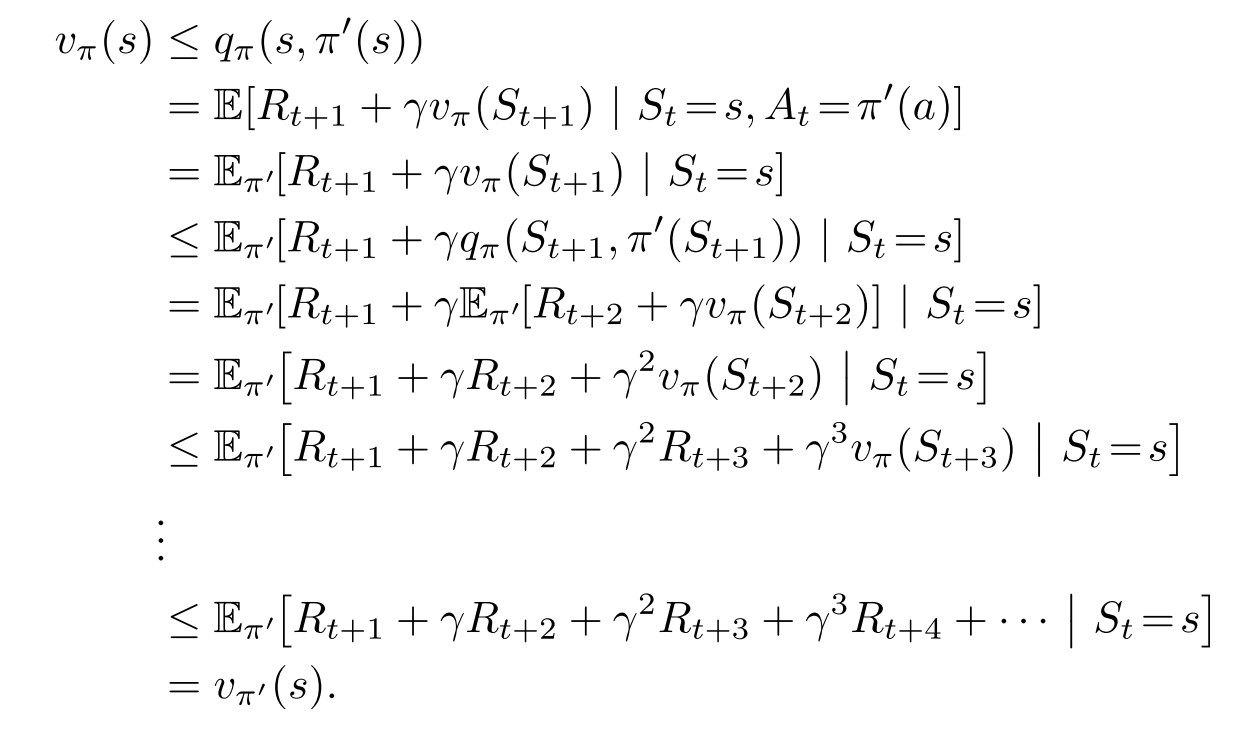 v_π(s) ≤ q_π(s, π′(s))
= 𝔼[R_{t+1} + γv_π(S_{t+1}) | S_t = s, A_t = π′(a)]
= 𝔼_{π′}[R_{t+1} + γv_π(S_{t+1}) | S_t = s]
≤ 𝔼_{π′}[R_{t+1} + γq_π(S_{t+1}, π′(S_{t+1})) | S_t = s]
= 𝔼_{π′}[R_{t+1} + γ𝔼_{π′}[R_{t+2} + γv_π(S_{t+2})] | S_t = s]
= 𝔼_{π′}[R_{t+1} + γR_{t+2} + γ²v_π(S_{t+2}) | S_t = s]
≤ 𝔼_{π′}[R_{t+1} + γR_{t+2} + γ²R_{t+3} + γ³v_π(S_{t+3}) | S_t = s]
⋮
≤ 𝔼_{π′}[R_{t+1} + γR_{t+2} + γ²R_{t+3} + γ³R_{t+4} + ⋯ | S_t = s]
= v_{π′}(s).